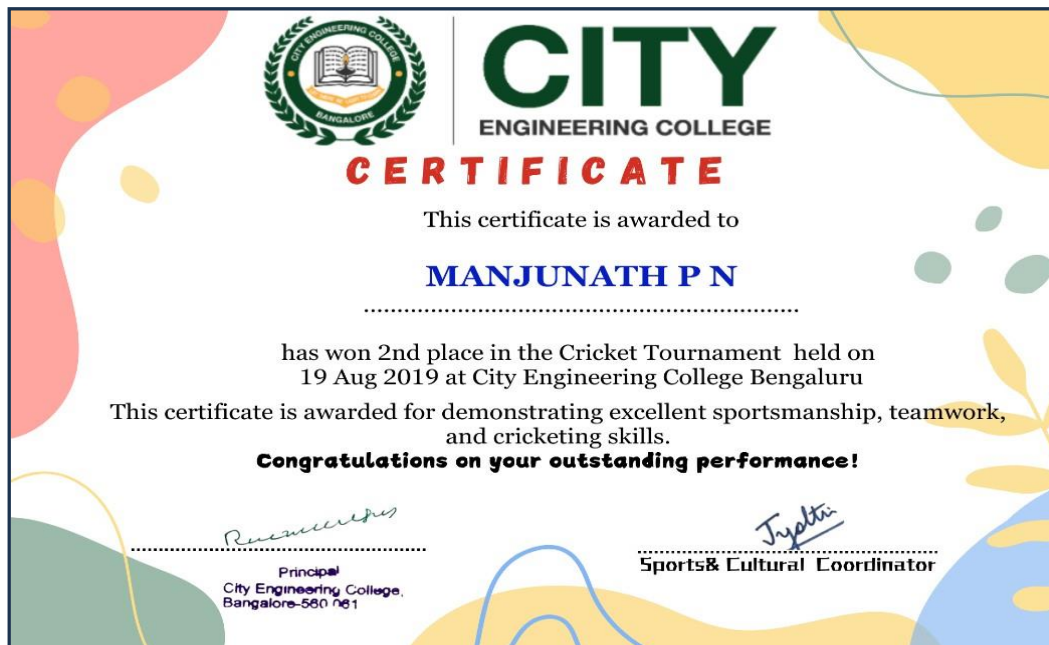 CITY ENGINEERING COLLEGE
BANGALORE
CITY
ENGINEERING COLLEGE
CERTIFICATE
This certificate is awarded to
MANJUNATH P N
has won 2nd place in the Cricket Tournament held on
19 Aug 2019 at City Engineering College Bengaluru
This certificate is awarded for demonstrating excellent sportsmanship, teamwork,
and cricketing skills.
Congratulations on your outstanding performance!
Jyothi
Principal
City Engineering College,
Bangalore-560 061
Sports& Cultural Coordinator